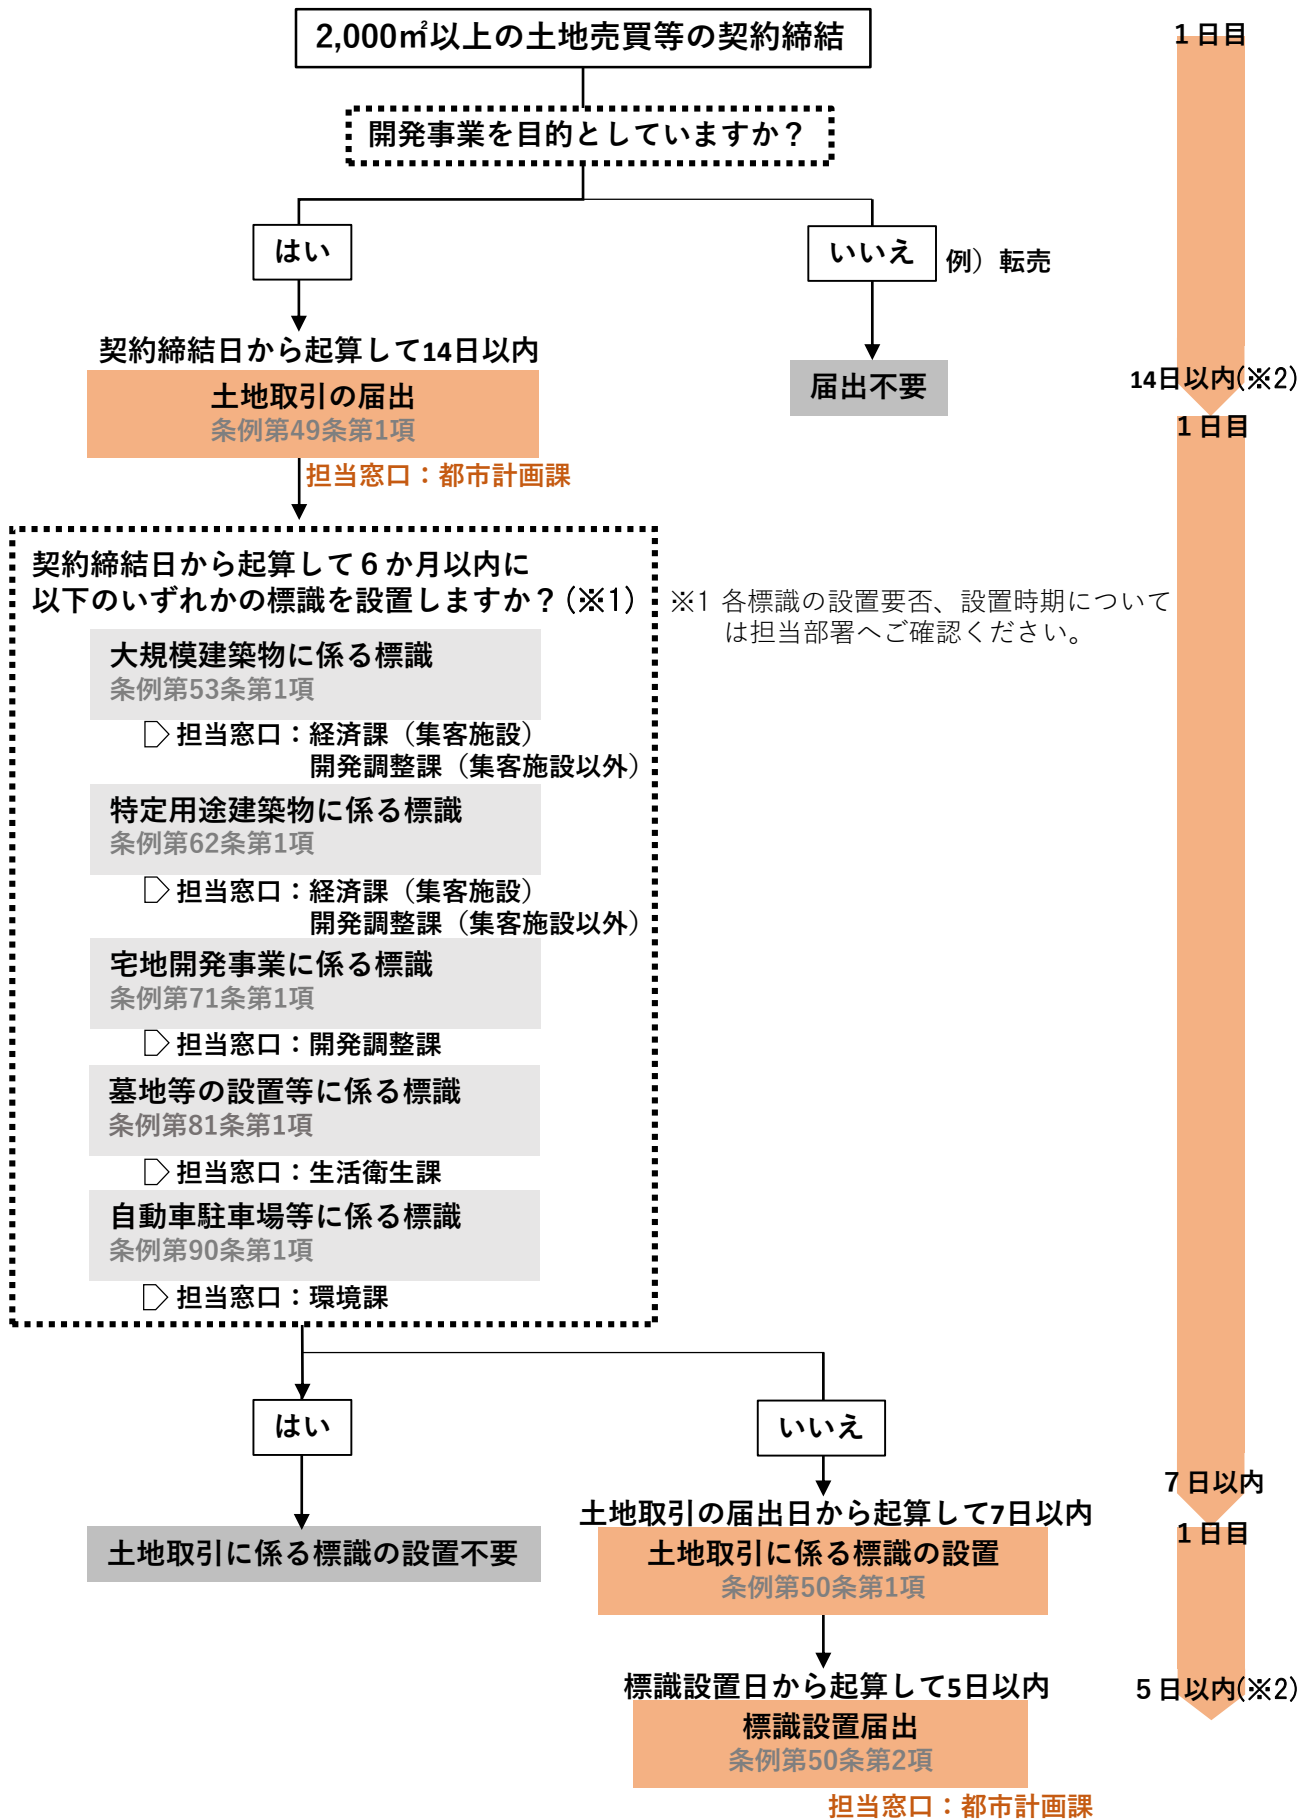 2,000㎡以上の土地売買等の契約締結
1日目
開発事業を目的としていますか？
はい
いいえ
例）転売
契約締結日から起算して14日以内
土地取引の届出
条例第49条第1項
担当窓口：都市計画課
届出不要
14日以内(※2)
1日目
契約締結日から起算して６か月以内に
以下のいずれかの標識を設置しますか？(※1)
※1 各標識の設置要否、設置時期について
は担当部署へご確認ください。
大規模建築物に係る標識
条例第53条第1項
担当窓口：経済課（集客施設）
開発調整課（集客施設以外）
特定用途建築物に係る標識
条例第62条第1項
担当窓口：経済課（集客施設）
開発調整課（集客施設以外）
宅地開発事業に係る標識
条例第71条第1項
担当窓口：開発調整課
墓地等の設置等に係る標識
条例第81条第1項
担当窓口：生活衛生課
自動車駐車場等に係る標識
条例第90条第1項
担当窓口：環境課
はい
いいえ
土地取引に係る標識の設置不要
土地取引の届出日から起算して7日以内
土地取引に係る標識の設置
条例第50条第1項
７日以内
1日目
標識設置日から起算して5日以内
標識設置届出
条例第50条第2項
担当窓口：都市計画課
５日以内(※2)